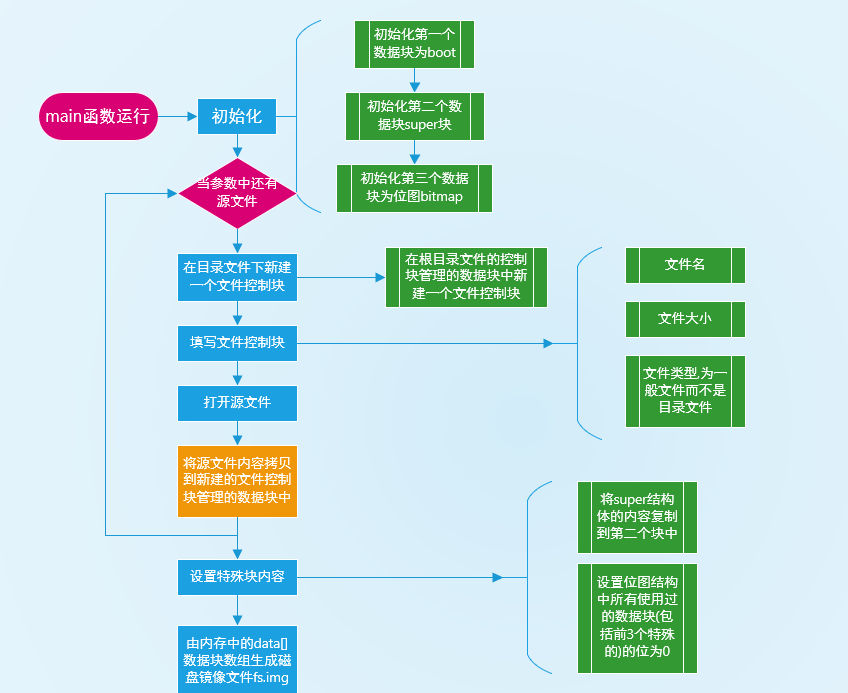 main函数运行
初始化
初始化第一个
数据块为boot
初始化第二个数
据块super块
初始化第三个数据
块为位图bitmap
当参数中还有
源文件
在目录文件下新建
一个文件控制块
在根目录文件的控制
块管理的数据块中新
建一个文件控制块
填写文件控制块
文件名
文件大小
文件类型,为一
般文件而不是
目录文件
打开源文件
将源文件内容拷贝
到新建的文件控制
块管理的数据块中
设置特殊块内容
将super结构
体的内容复制
到第二个块中
设置位图结构
中所有使用过
的数据块(包
括前3个特殊
的)的位为0
由内存中的data[]
数据块数组生成磁
盘镜像文件fs.img